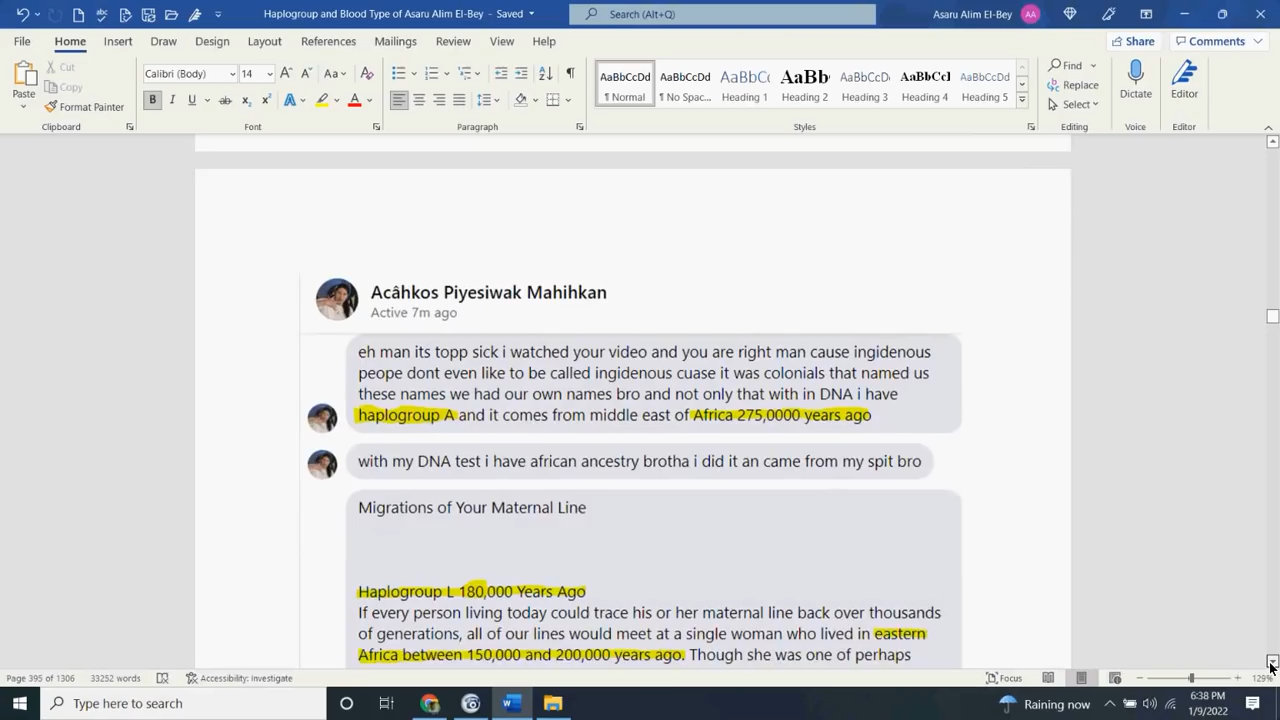 Haplogroup and Blood Type of Asaru Alim El-Bey - Saved
Search (Alt+Q)
Asaru Alim El-Bey AA
File Home Insert Draw Design Layout References Mailings Review View Help Share Comments
Paste Cut Copy Format Painter
Calibri (Body) 14
AaBbCcDd AaBbCcDd AaBbCc AaBb AaBbCcD AaBbCcI AaBbCcDd
¶ Normal ¶ No Spac... Heading 1 Heading 2 Heading 3 Heading 4 Heading 5
Find Replace Select Dictate Editor
Clipboard Font Paragraph Styles Editing Voice Editor
Acâhkos Piyesiwak Mahihkan
Active 7m ago
eh man its topp sick i watched your video and you are right man cause ingidenous
peope dont even like to be called ingidenous cuase it was colonials that named us
these names we had our own names bro and not only that with in DNA i have
haplogroup A and it comes from middle east of Africa 275,0000 years ago
with my DNA test i have african ancestry brotha i did it an came from my spit bro
Migrations of Your Maternal Line
Haplogroup L 180,000 Years Ago
If every person living today could trace his or her maternal line back over thousands
of generations, all of our lines would meet at a single woman who lived in eastern
Africa between 150,000 and 200,000 years ago. Though she was one of perhaps
Page 395 of 1306 33252 words Accessibility: Investigate Focus 129%
Type here to search Raining now 6:38 PM
1/9/2022